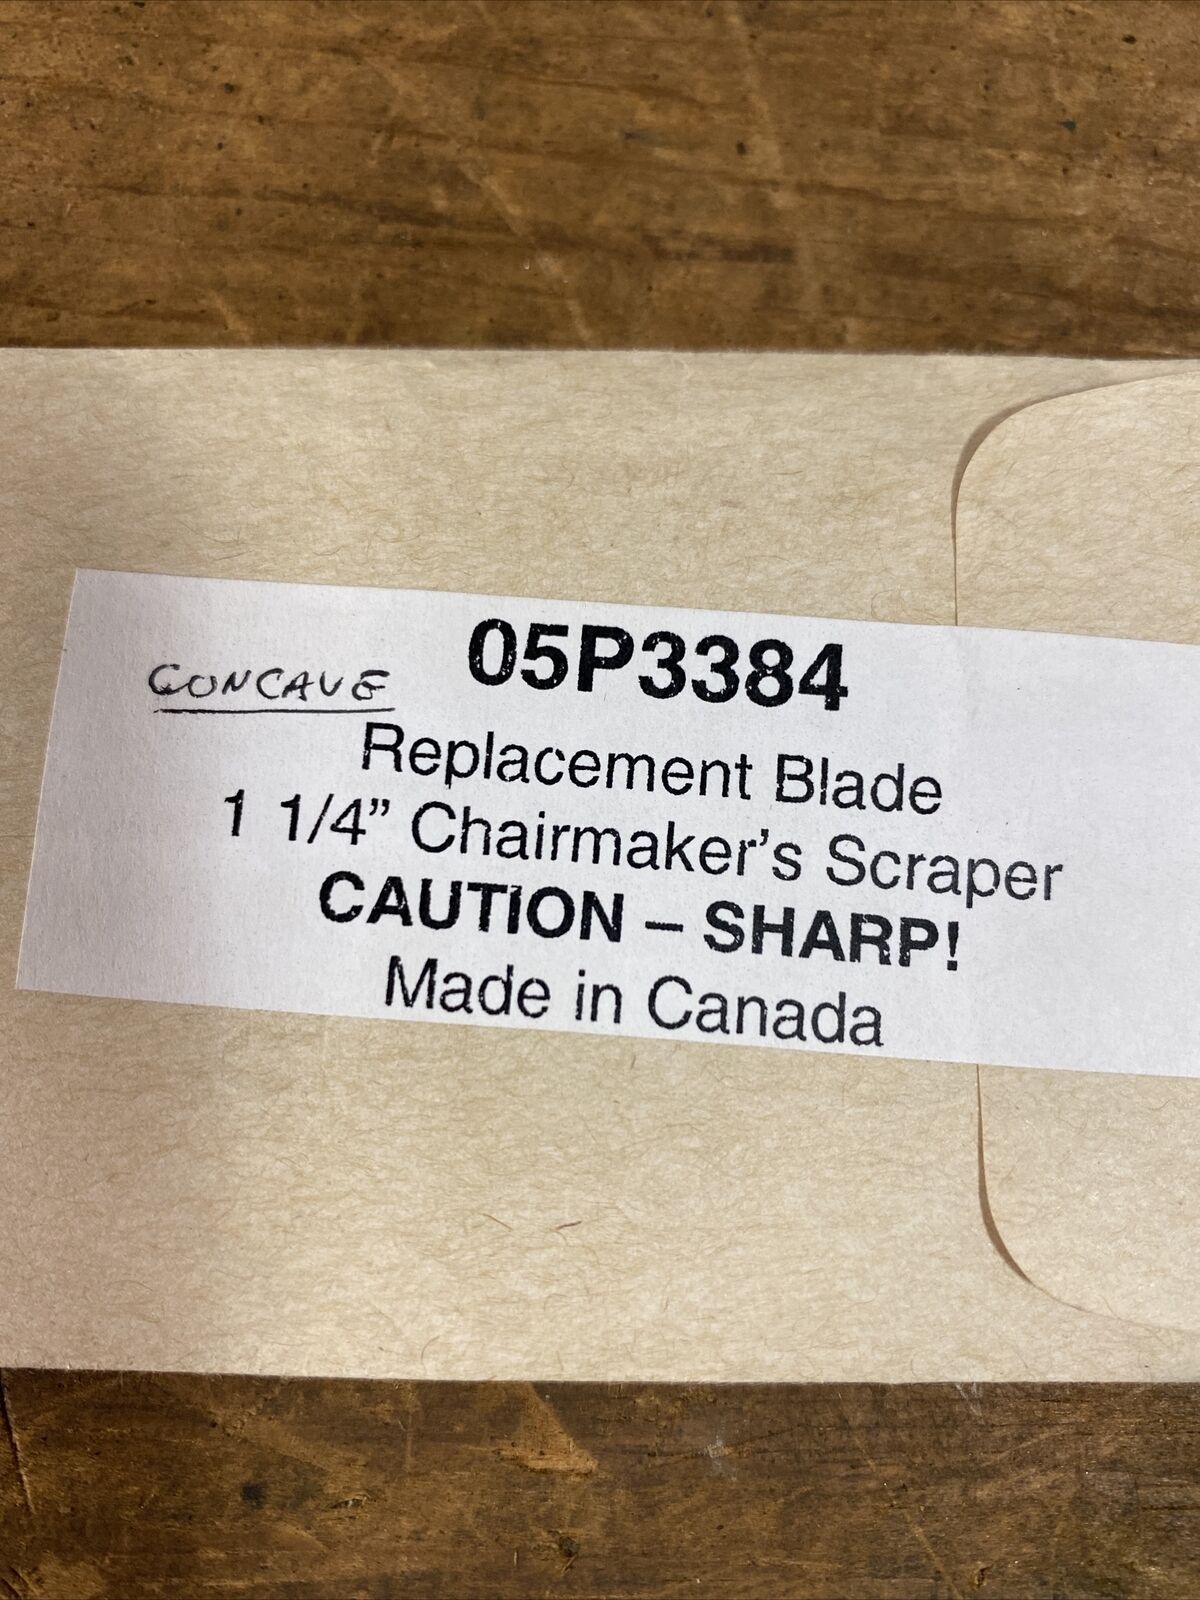 05P3384
CONCAVE
Replacement Blade
1 1/4” Chairmaker’s Scraper
CAUTION – SHARP!
Made in Canada